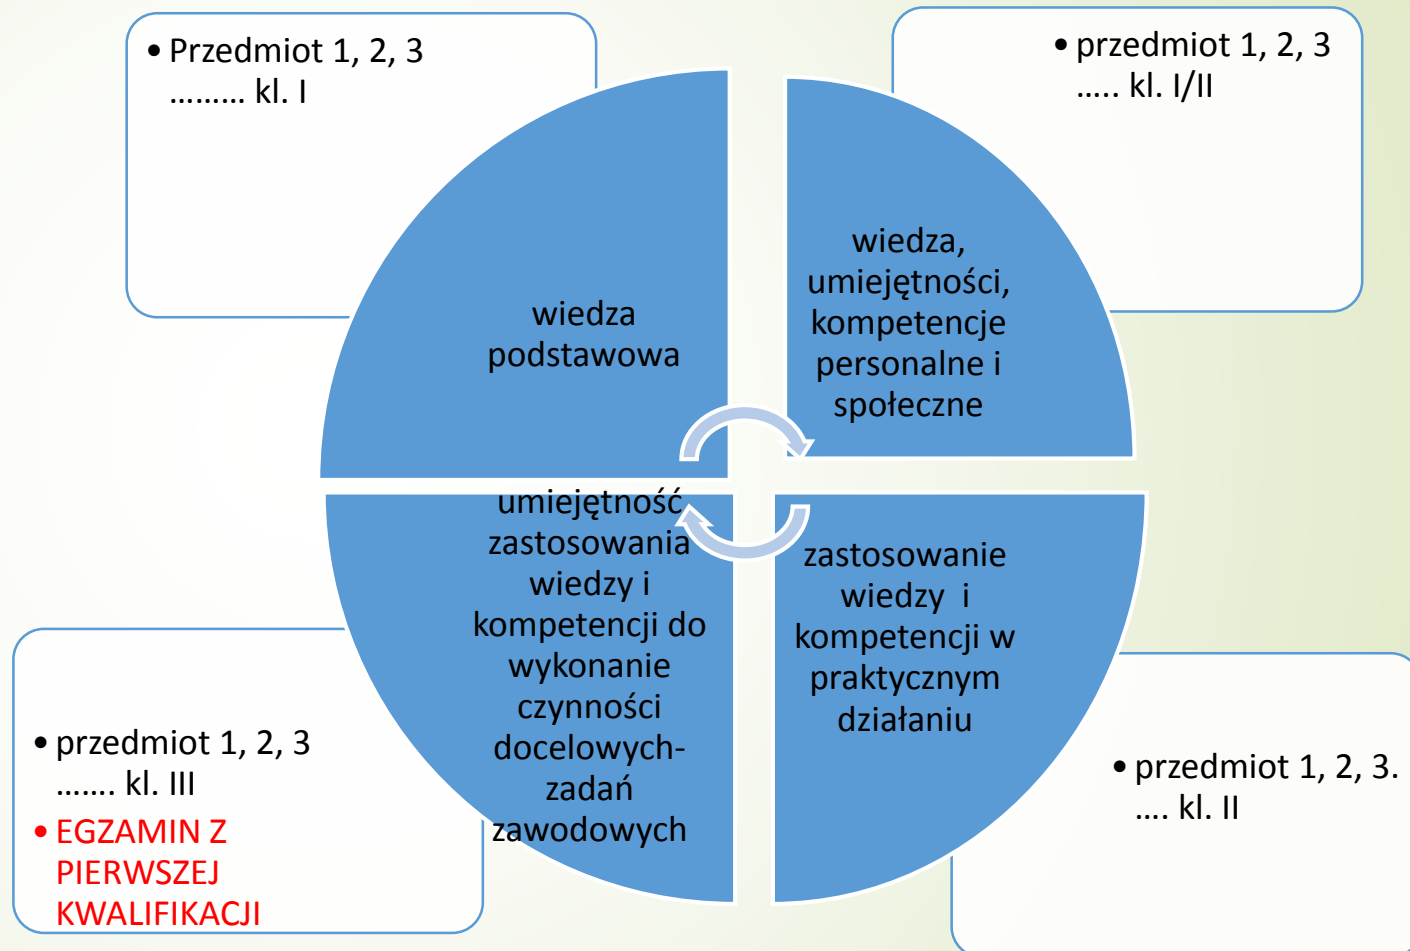 • Przedmiot 1, 2, 3
……… kl. I
• przedmiot 1, 2, 3
….. kl. I/II
wiedza
podstawowa
wiedza,
umiejętności,
kompetencje
personalne i
społeczne
umiejętność
zastosowania
wiedzy i
kompetencji do
wykonanie
czynności
docelowych-
zadań
zawodowych
zastosowanie
wiedzy i
kompetencji w
praktycznym
działaniu
• przedmiot 1, 2, 3
……. kl. III
• EGZAMIN Z
PIERWSZEJ
KWALIFIKACJI
• przedmiot 1, 2, 3.
…. kl. II